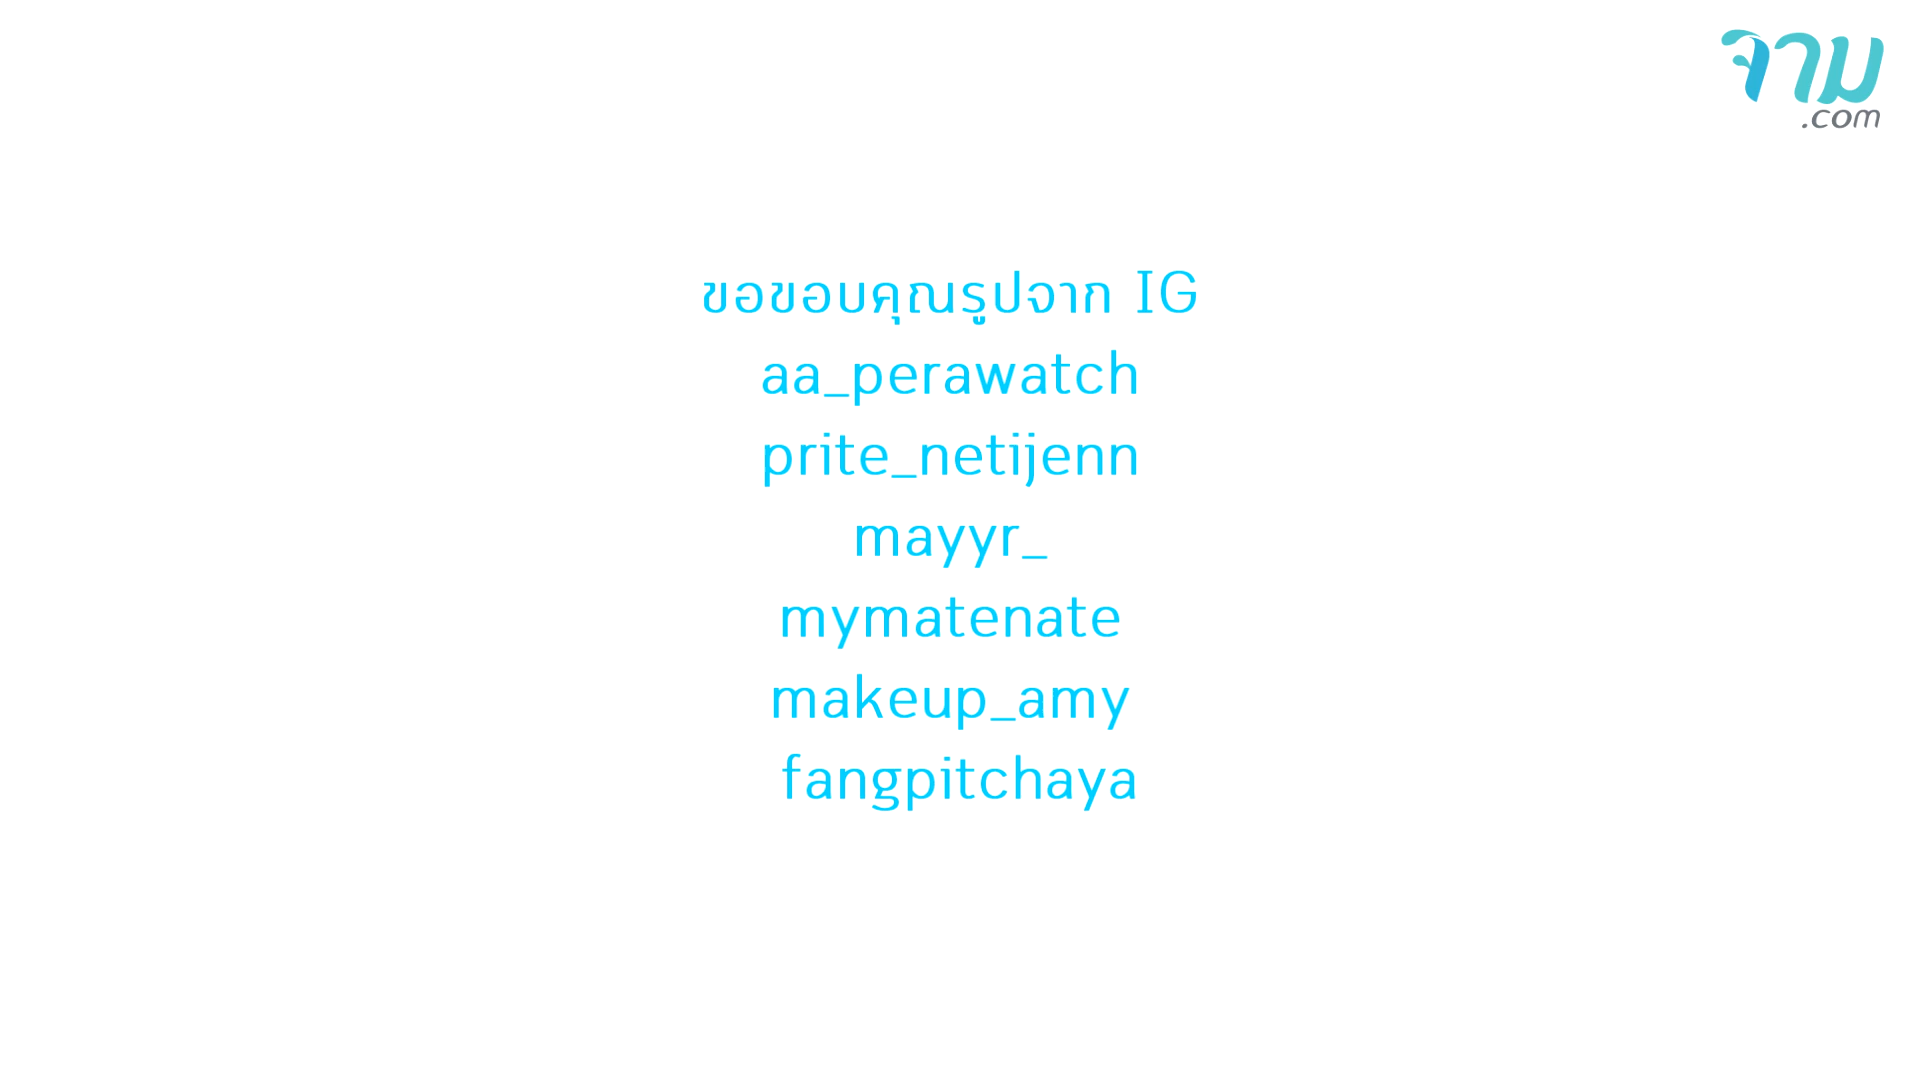 จาม
.com
ขอขอบคุณรูปจาก IG
aa_perawatch
prite_netijenn
mayyr_
mymatenate
makeup_amy
fangpitchaya